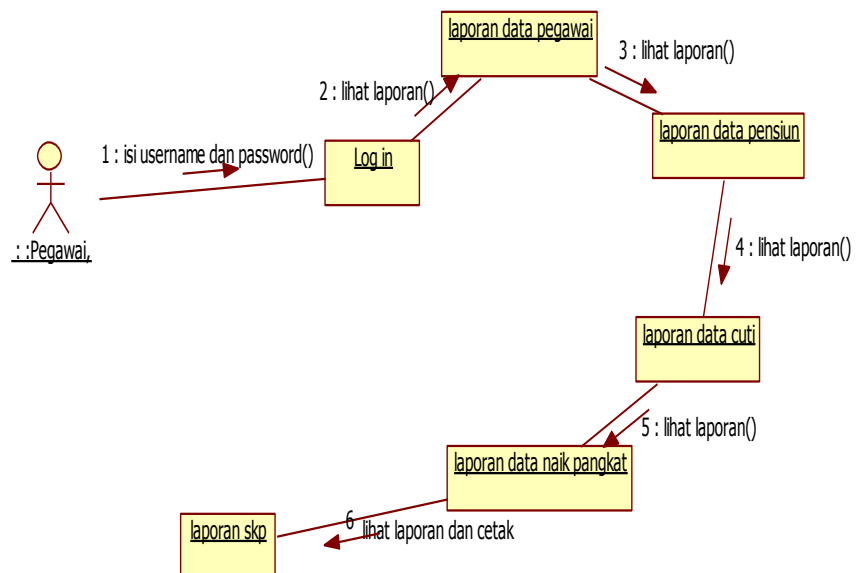 laporan data pegawai
3 : lihat laporan()
2 : lihat laporan()
laporan data pensiun
1 : isi username dan password()
Log in
: :Pegawai,
4 : lihat laporan()
laporan data cuti
5 : lihat laporan()
laporan data naik pangkat
laporan skp
6 lihat laporan dan cetak